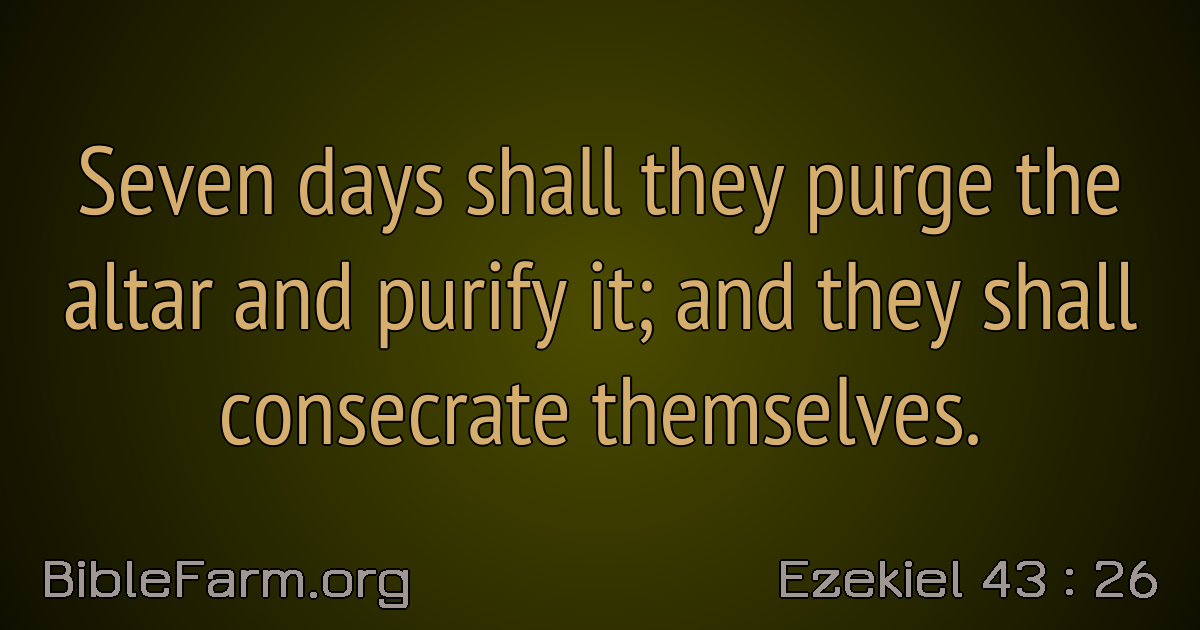 Seven days shall they purge the
altar and purify it; and they shall
consecrate themselves.
BibleFarm.org
Ezekiel 43 : 26